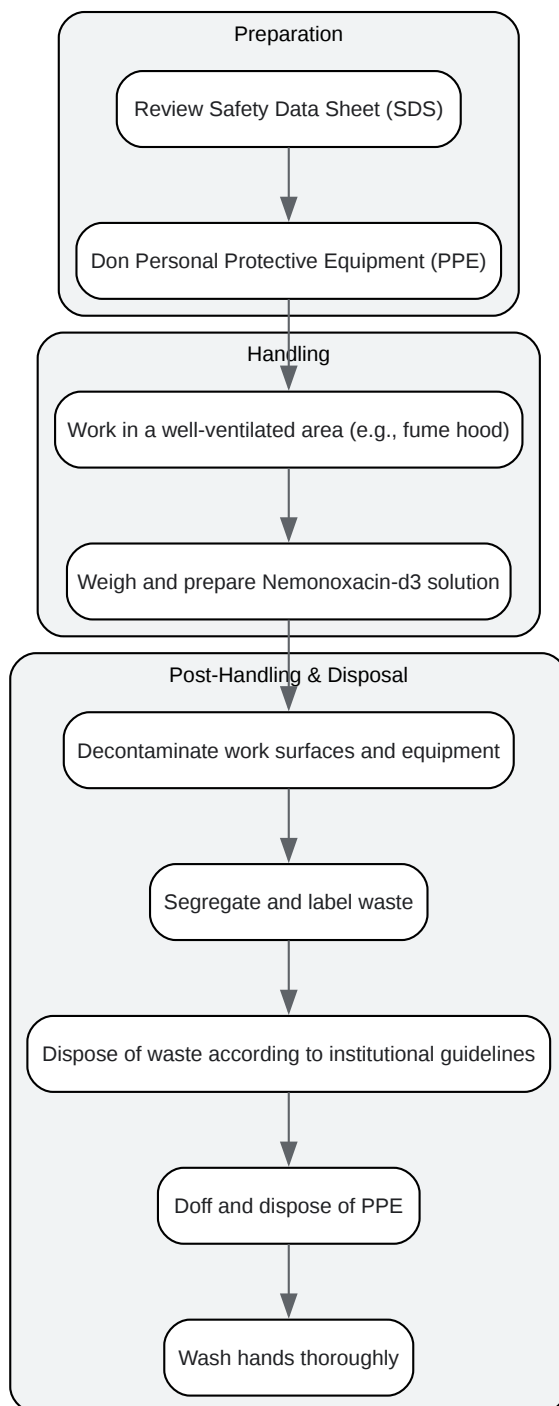 Preparation
Review Safety Data Sheet (SDS)
Don Personal Protective Equipment (PPE)
Handling
Work in a well-ventilated area (e.g., fume hood)
Weigh and prepare Nemonoxacin-d3 solution
Post-Handling & Disposal
Decontaminate work surfaces and equipment
Segregate and label waste
Dispose of waste according to institutional guidelines
Doff and dispose of PPE
Wash hands thoroughly